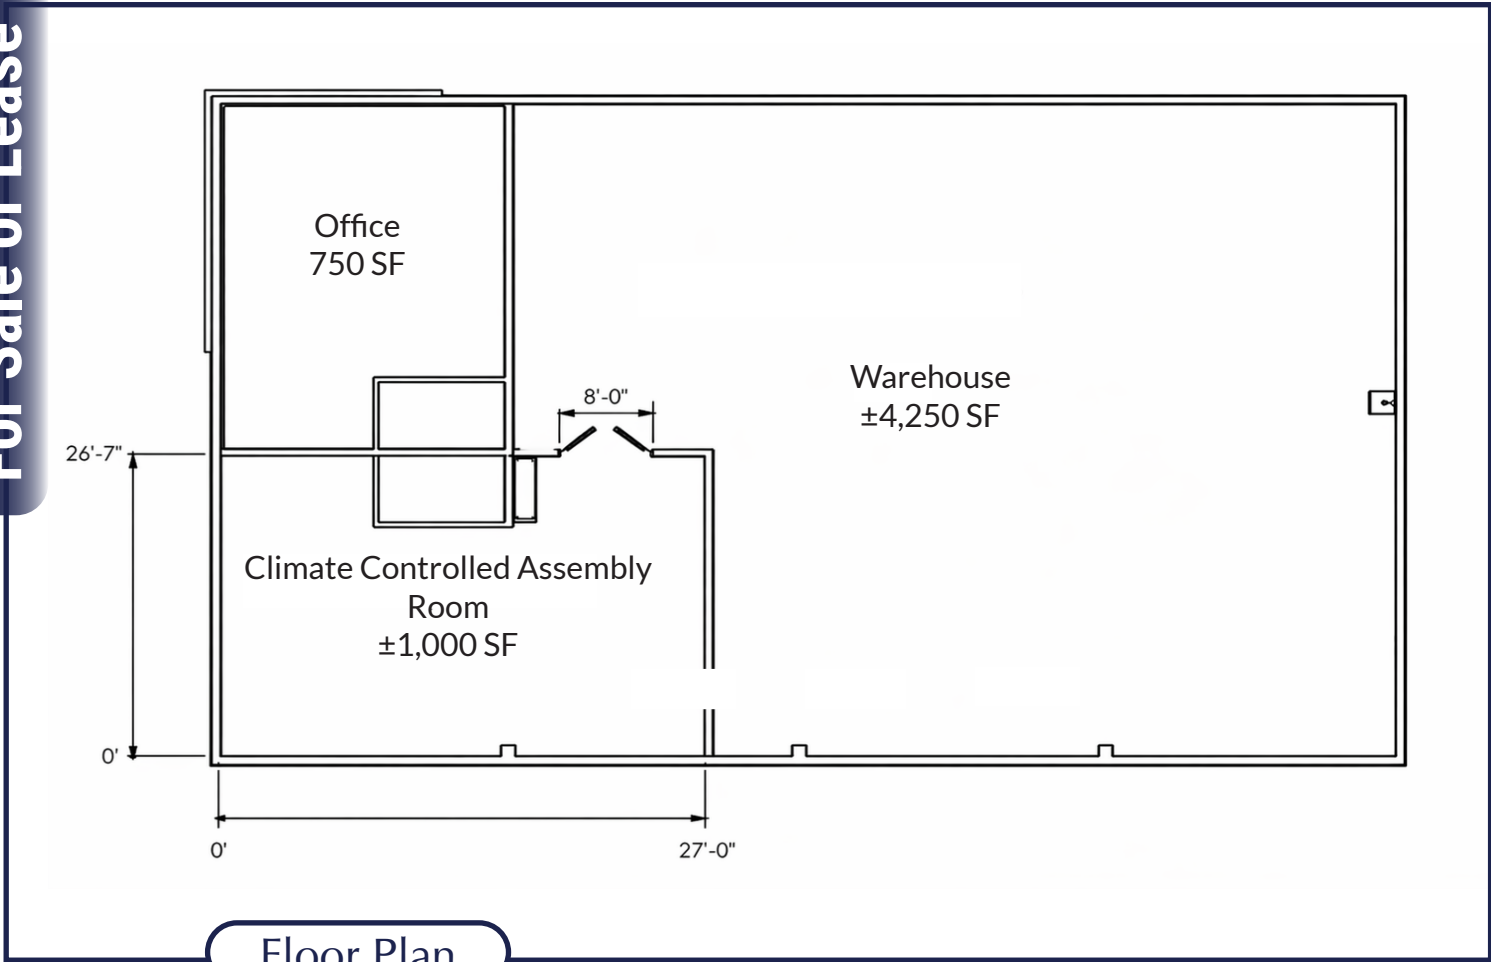 For Sale or Lease
Office
750 SF
Warehouse
±4,250 SF
8'-0"
26'-7"
Climate Controlled Assembly
Room
±1,000 SF
0'
0'
27'-0"
Floor Plan